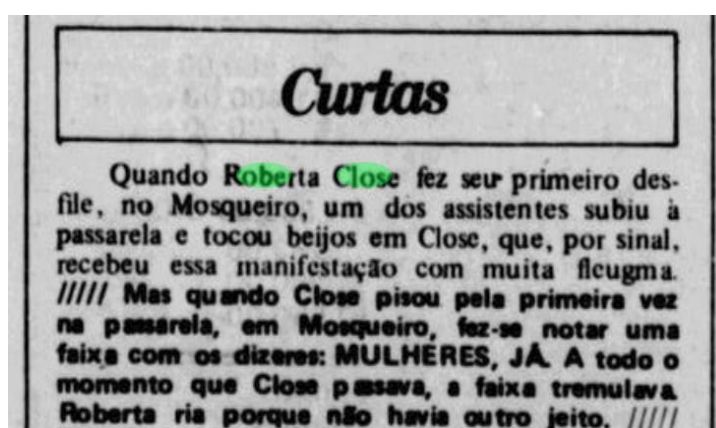 Curtas
Quando Roberta Close fez seu primeiro des-
file, no Mosqueiro, um dos assistentes subiu à
passarela e tocou beijos em Close, que, por sinal,
recebeu essa manifestação com muita fleugma.
///// Mas quando Close pisou pela primeira vez
na passarela, em Mosqueiro, fez-se notar uma
faixa com os dizeres: MULHERES, JÁ. A todo o
momento que Close passava, a faixa tremulava.
Roberta ria porque não havia outro jeito. /////